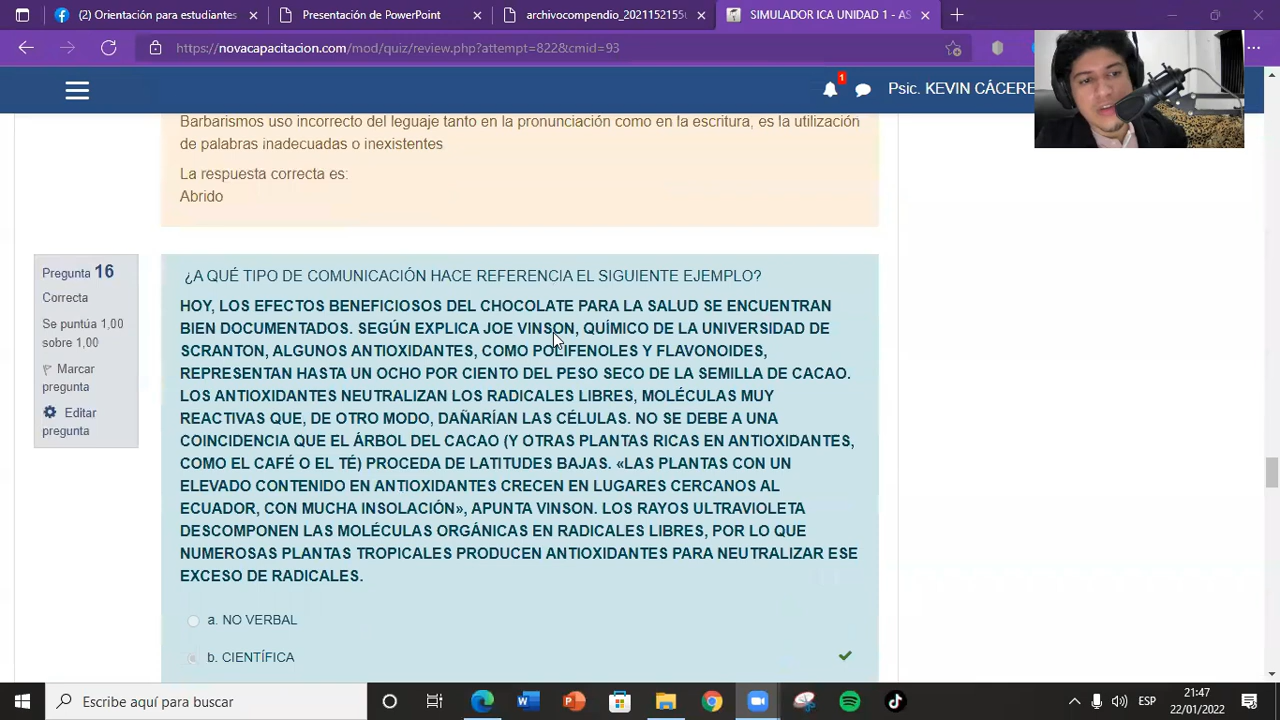 (2) Orientación para estudiantes
Presentación de PowerPoint
archivocompendio_2021152155
SIMULADOR ICA UNIDAD 1 - AS
https://novacapacitacion.com/mod/quiz/review.php?attempt=822&cmid=93
1
Psic. KEVIN CÁCERE
Barbarismos uso incorrecto del leguaje tanto en la pronunciación como en la escritura, es la utilización
de palabras inadecuadas o inexistentes
La respuesta correcta es:
Abrido
Pregunta 16
Correcta
Se puntúa 1,00
sobre 1,00
Marcar
pregunta
Editar
pregunta
¿A QUÉ TIPO DE COMUNICACIÓN HACE REFERENCIA EL SIGUIENTE EJEMPLO?
HOY, LOS EFECTOS BENEFICIOSOS DEL CHOCOLATE PARA LA SALUD SE ENCUENTRAN
BIEN DOCUMENTADOS. SEGÚN EXPLICA JOE VINSON, QUÍMICO DE LA UNIVERSIDAD DE
SCRANTON, ALGUNOS ANTIOXIDANTES, COMO POLIFENOLES Y FLAVONOIDES,
REPRESENTAN HASTA UN OCHO POR CIENTO DEL PESO SECO DE LA SEMILLA DE CACAO.
LOS ANTIOXIDANTES NEUTRALIZAN LOS RADICALES LIBRES, MOLÉCULAS MUY
REACTIVAS QUE, DE OTRO MODO, DAÑARÍAN LAS CÉLULAS. NO SE DEBE A UNA
COINCIDENCIA QUE EL ÁRBOL DEL CACAO (Y OTRAS PLANTAS RICAS EN ANTIOXIDANTES,
COMO EL CAFÉ O EL TÉ) PROCEDA DE LATITUDES BAJAS. «LAS PLANTAS CON UN
ELEVADO CONTENIDO EN ANTIOXIDANTES CRECEN EN LUGARES CERCANOS AL
ECUADOR, CON MUCHA INSOLACIÓN», APUNTA VINSON. LOS RAYOS ULTRAVIOLETA
DESCOMPONEN LAS MOLÉCULAS ORGÁNICAS EN RADICALES LIBRES, POR LO QUE
NUMEROSAS PLANTAS TROPICALES PRODUCEN ANTIOXIDANTES PARA NEUTRALIZAR ESE
EXCESO DE RADICALES.
a. NO VERBAL
b. CIENTÍFICA
Escribe aquí para buscar
ESP
21:47
22/01/2022